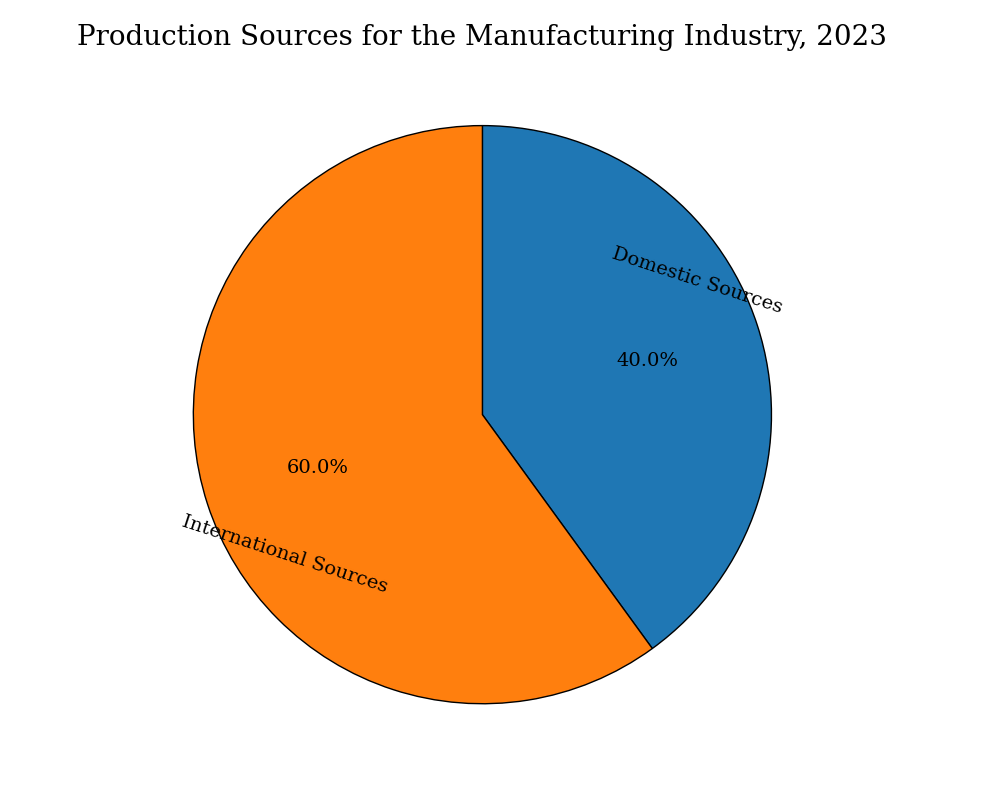 Production Sources for the Manufacturing Industry, 2023
Domestic Sources
40.0%
60.0%
International Sources